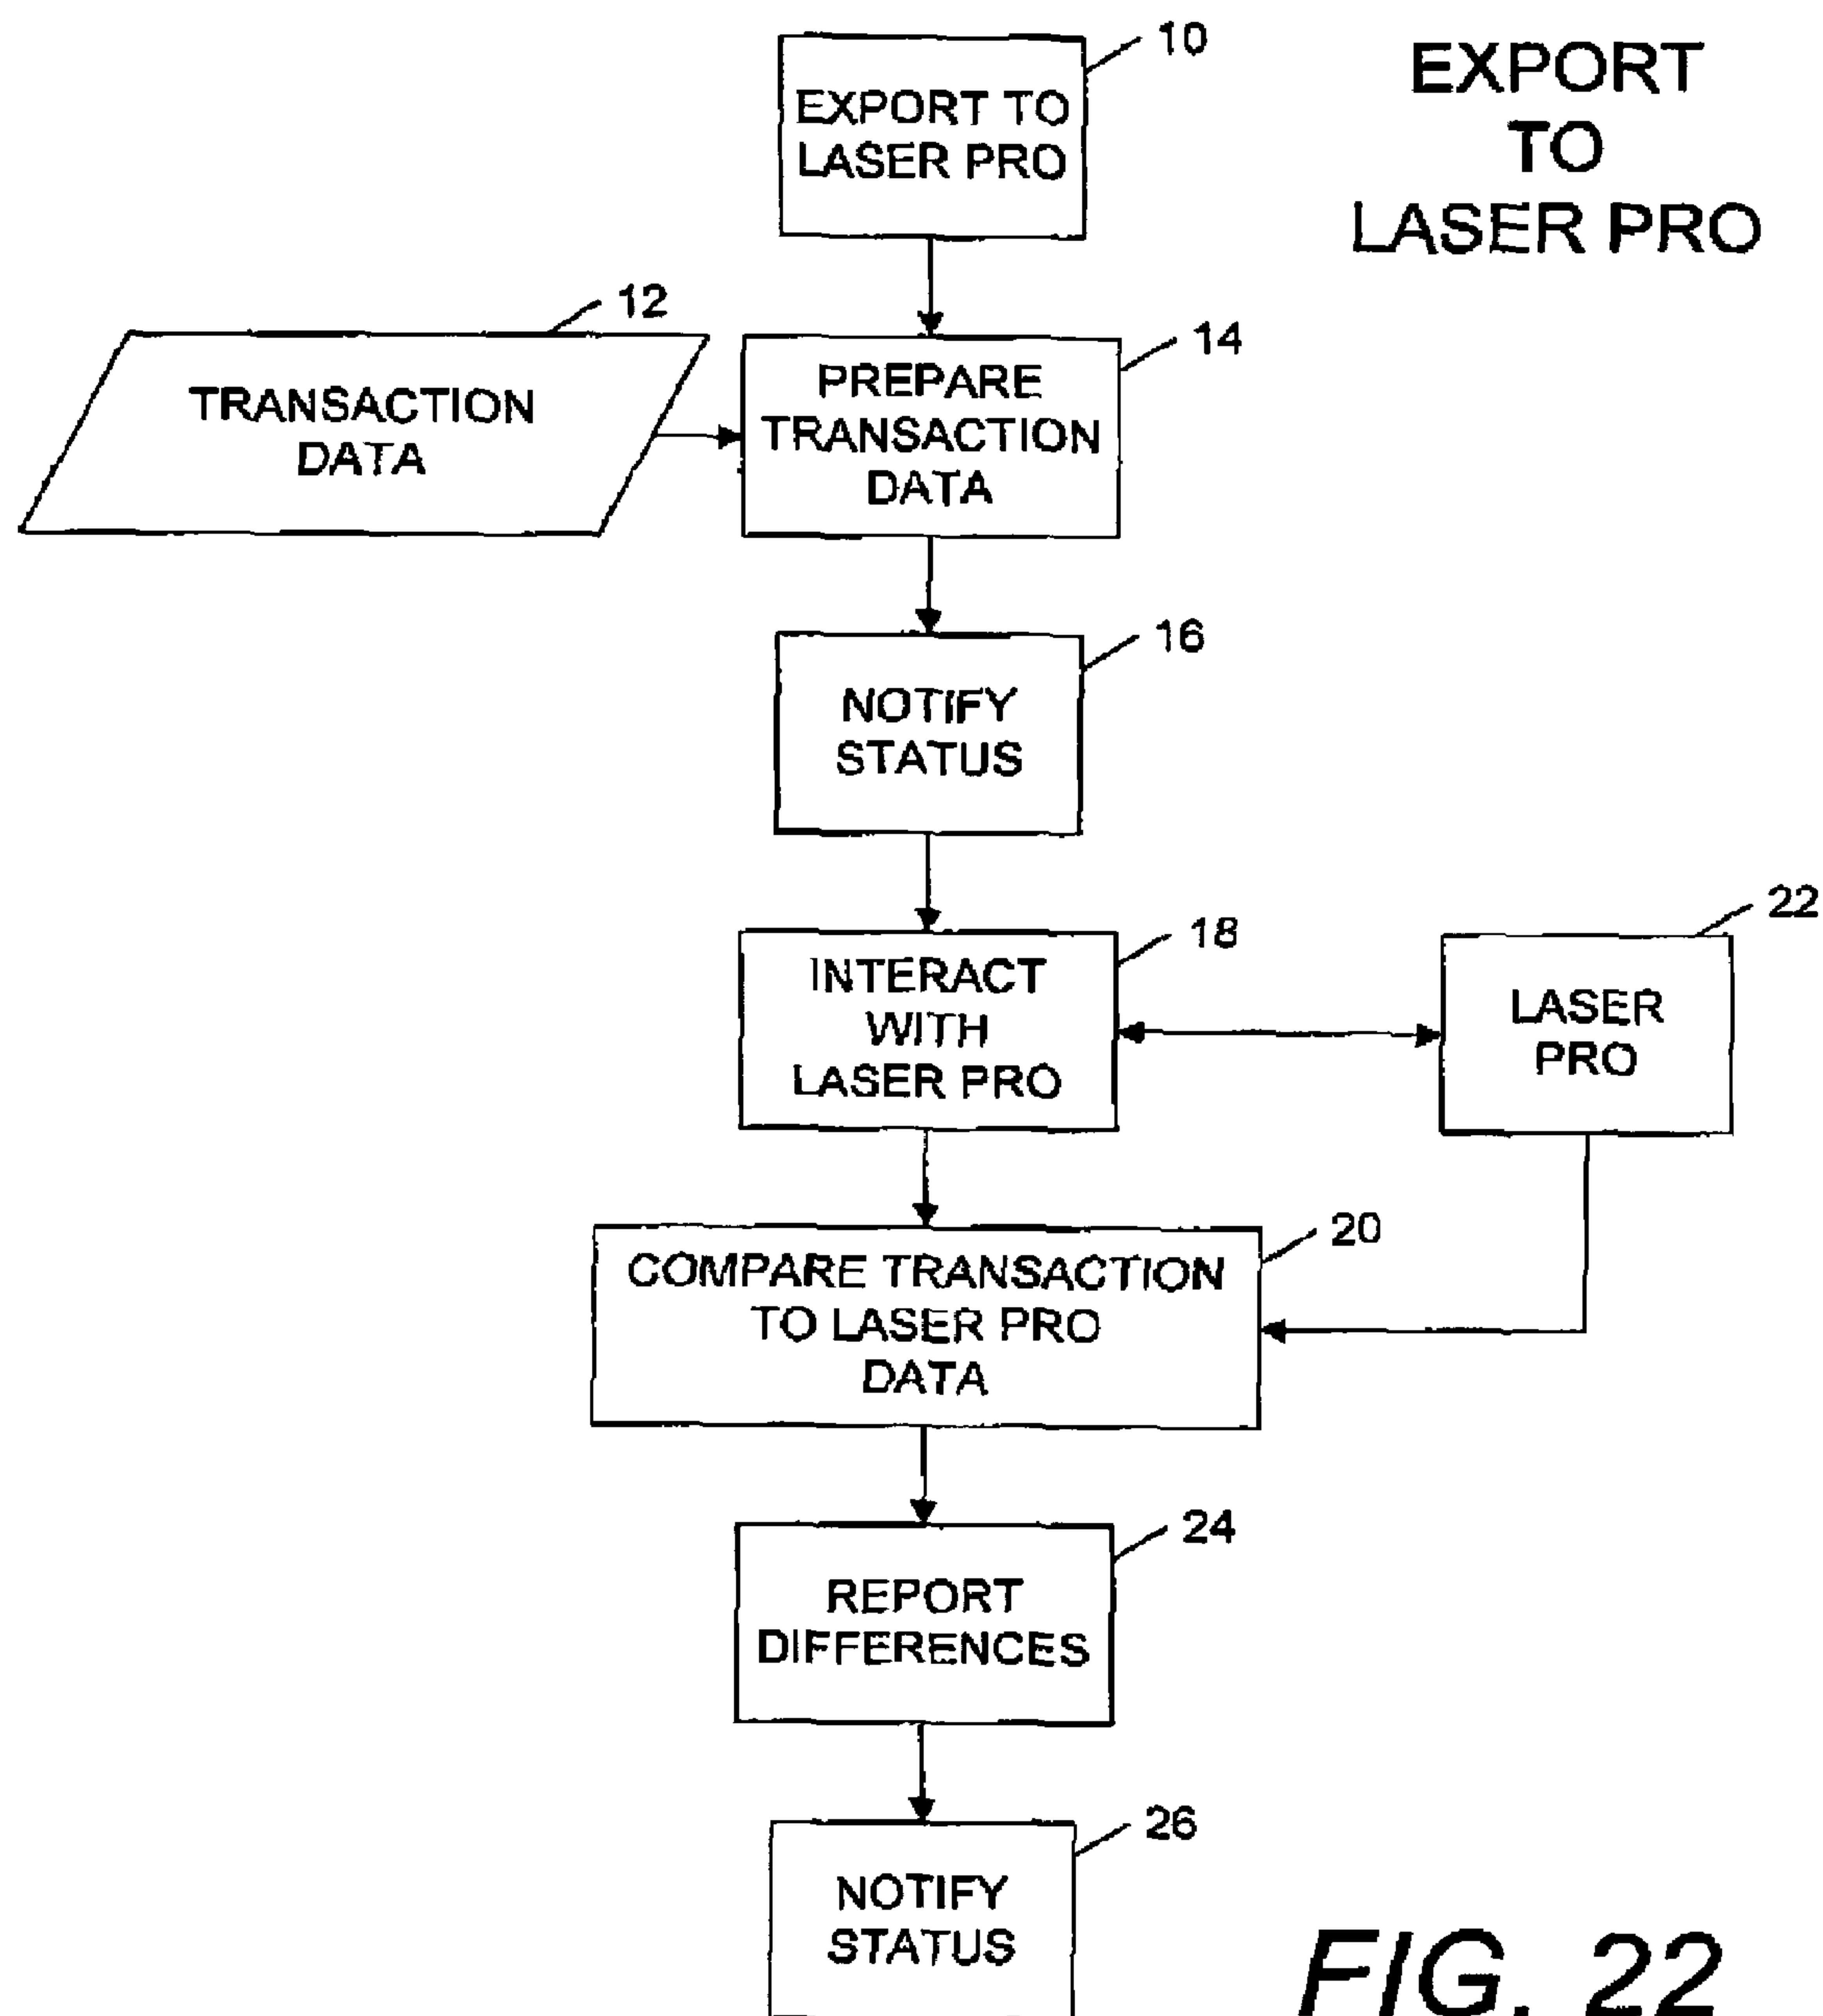 10
EXPORT TO
LASER PRO
EXPORT
TO
LASER PRO
12
TRANSACTION
DATA
14
PREPARE
TRANSACTION
DATA
16
NOTIFY
STATUS
18
INTERACT
WITH
LASER PRO
22
LASER
PRO
20
COMPARE TRANSACTION
TO LASER PRO
DATA
24
REPORT
DIFFERENCES
26
NOTIFY
STATUS
FIG. 22